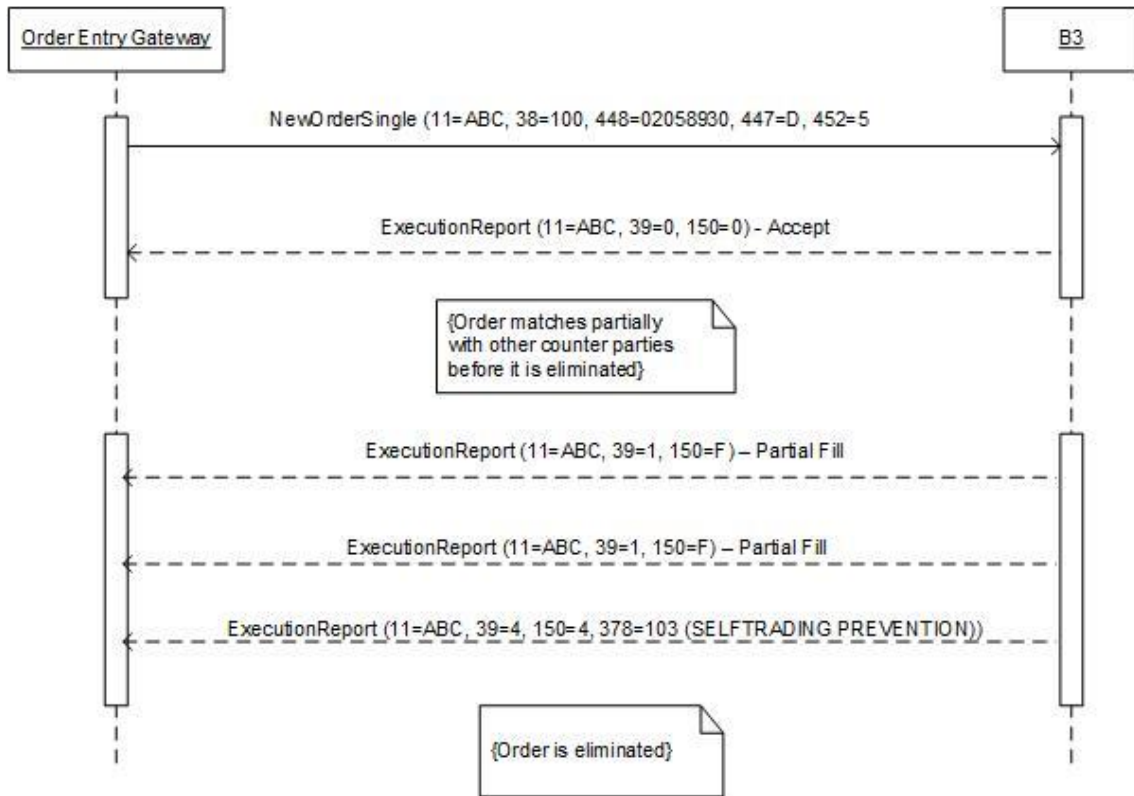 Order Entry Gateway
B3
NewOrderSingle (11=ABC, 38=100, 448=02058930, 447=D, 452=5
ExecutionReport (11=ABC, 39=0, 150=0) - Accept
{Order matches partially
with other counter parties
before it is eliminated}
ExecutionReport (11=ABC, 39=1, 150=F) – Partial Fill
ExecutionReport (11=ABC, 39=1, 150=F) – Partial Fill
ExecutionReport (11=ABC, 39=4, 150=4, 378=103 (SELFTRADING PREVENTION))
{Order is eliminated}